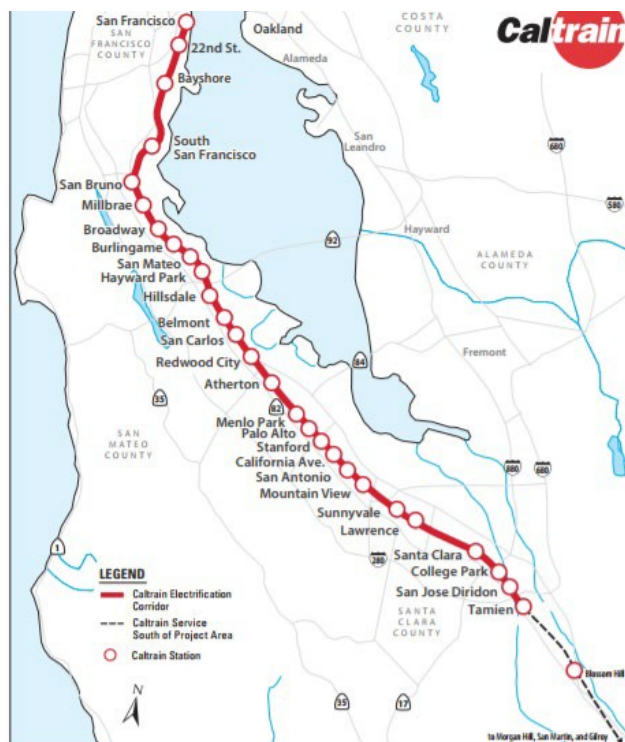 San Francisco
SAN
FRANCISCO
COUNTY
22nd St.
Bayshore
South
San Francisco
San Bruno
Millbrae
Broadway
Burlingame
San Mateo
Hayward Park
Hillsdale
Belmont
San Carlos
Redwood City
Atherton
Menlo Park
Palo Alto
Stanford
California Ave.
San Antonio
Mountain View
Sunnyvale
Lawrence
Santa Clara
College Park
San Jose Diridon
Tamien
Blossom Hill
to Morgan Hill, San Martin, and Gilroy
Oakland
Alameda
COSTA
COUNTY
Caltrain
San
Leandro
680
580
Hayward
92
ALAMEDA
COUNTY
84
Fremont
35
82
SAN
MATEO
COUNTY
880
680
280
1
SANTA
CLARA
COUNTY
35
17
LEGEND
Caltrain Electrification
Corridor
Caltrain Service
South of Project Area
Caltrain Station
N